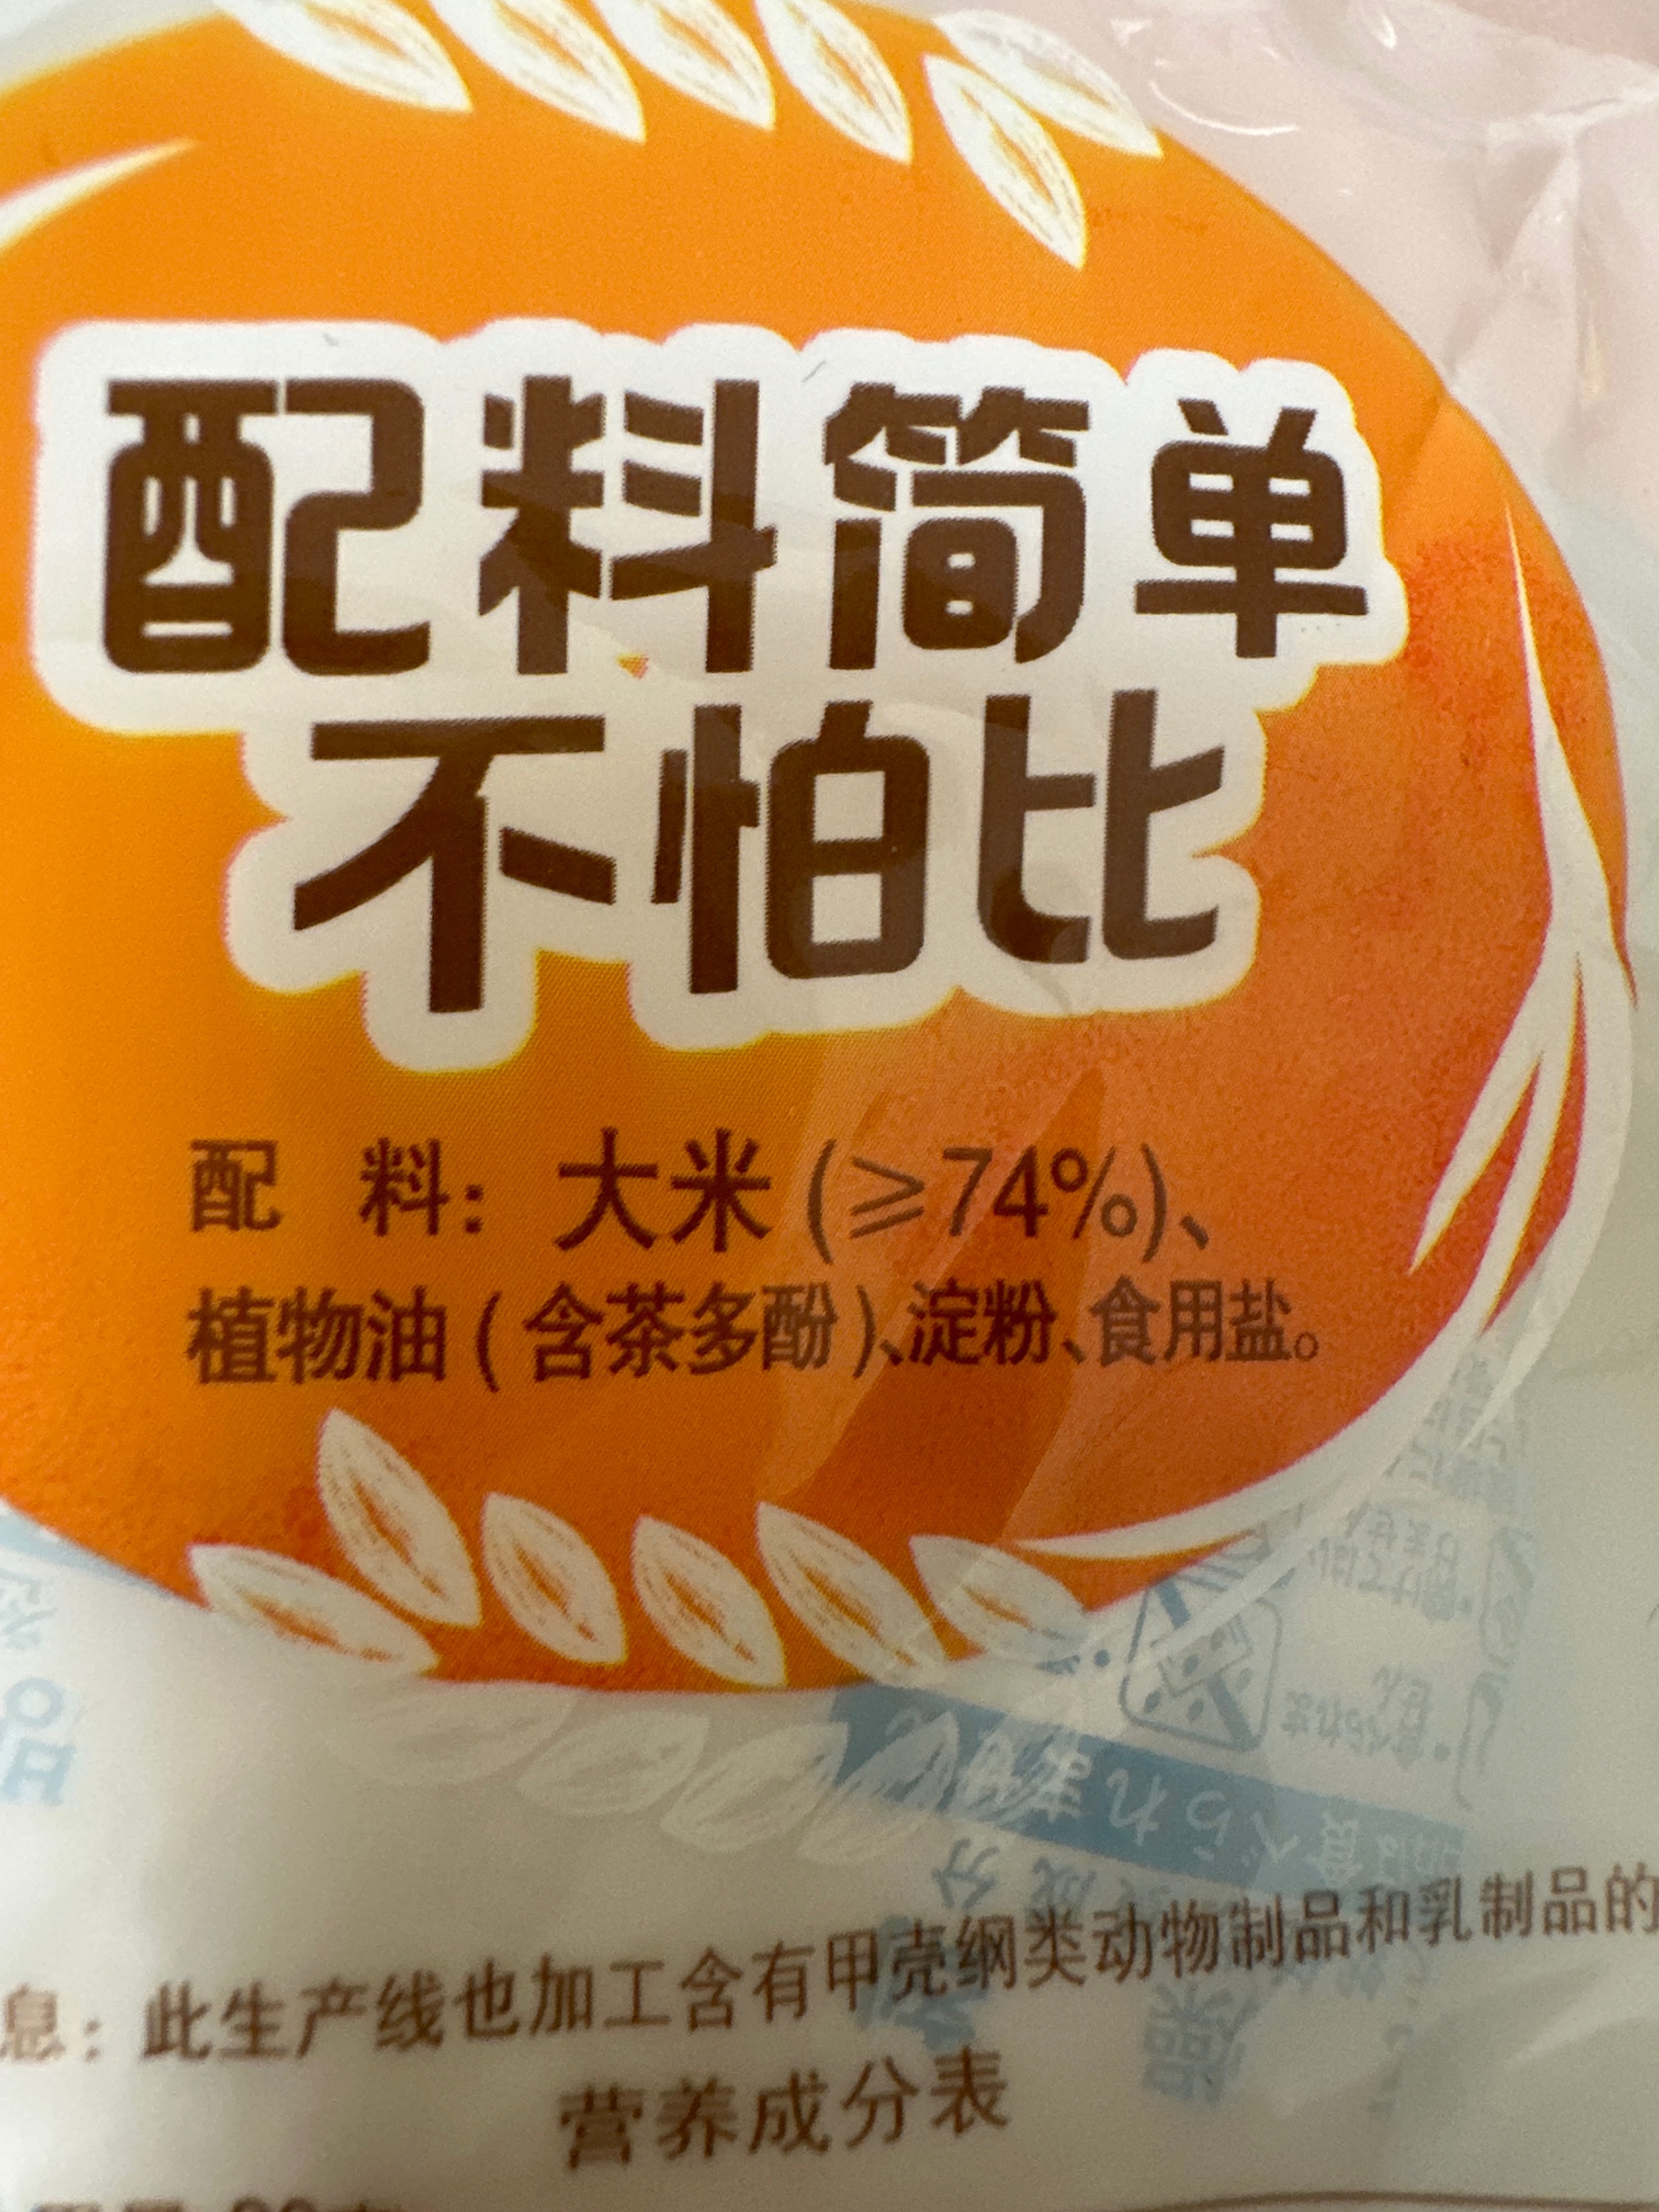 配料简单
不怕比
配 料：大米(≥74%)、
植物油(含茶多酚)、淀粉、食用盐。
息：此生产线也加工含有甲壳纲类动物制品和乳制品的
营养成分表